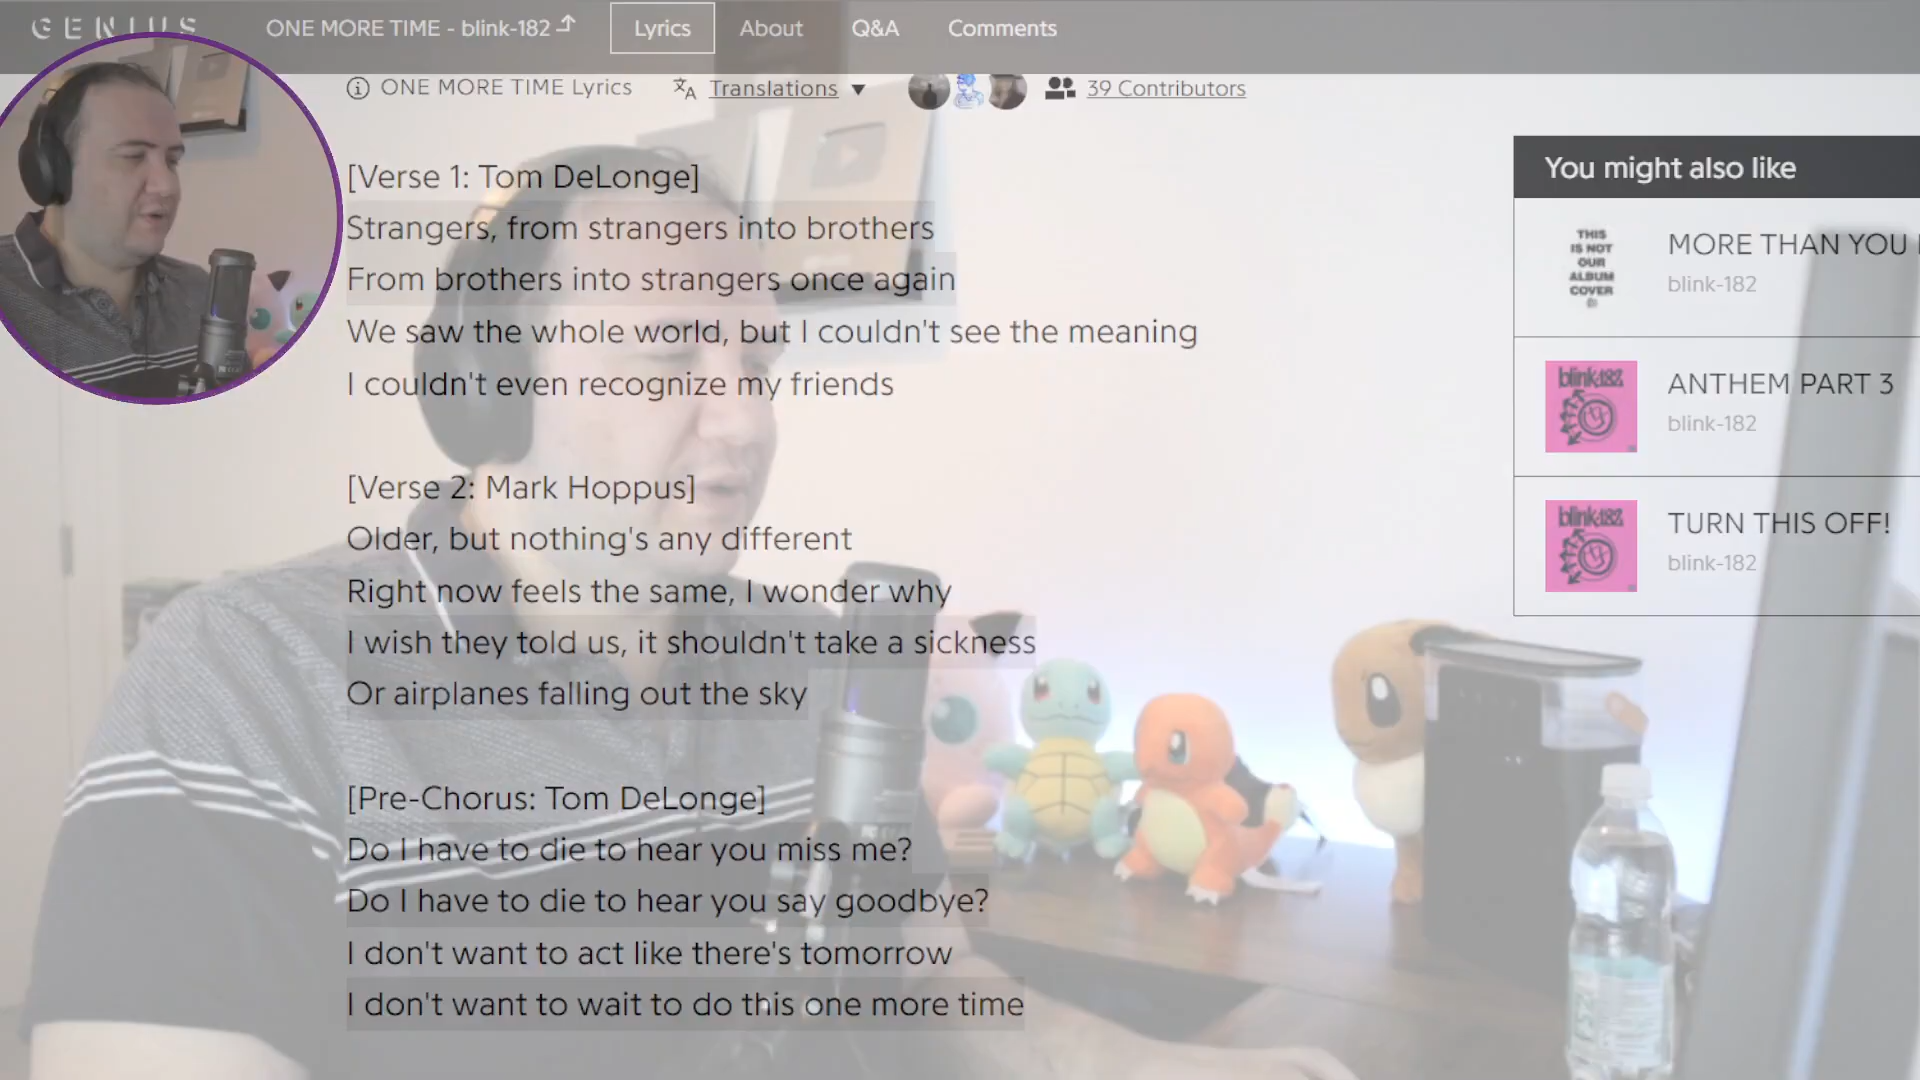 GENIUS
ONE MORE TIME - blink-182
Lyrics
About
Q&A
Comments
ONE MORE TIME Lyrics
Translations
39 Contributors
[Verse 1: Tom DeLonge]
Strangers, from strangers into brothers
From brothers into strangers once again
We saw the whole world, but I couldn't see the meaning
I couldn't even recognize my friends
[Verse 2: Mark Hoppus]
Older, but nothing's any different
Right now feels the same, I wonder why
I wish they told us, it shouldn't take a sickness
Or airplanes falling out the sky
[Pre-Chorus: Tom DeLonge]
Do I have to die to hear you miss me?
Do I have to die to hear you say goodbye?
I don't want to act like there's tomorrow
I don't want to wait to do this one more time
You might also like
THIS
IS NOT
OUR
ALBUM
COVER
MORE THAN YOU
blink-182
blink-182
ANTHEM PART 3
blink-182
blink-182
TURN THIS OFF!
blink-182